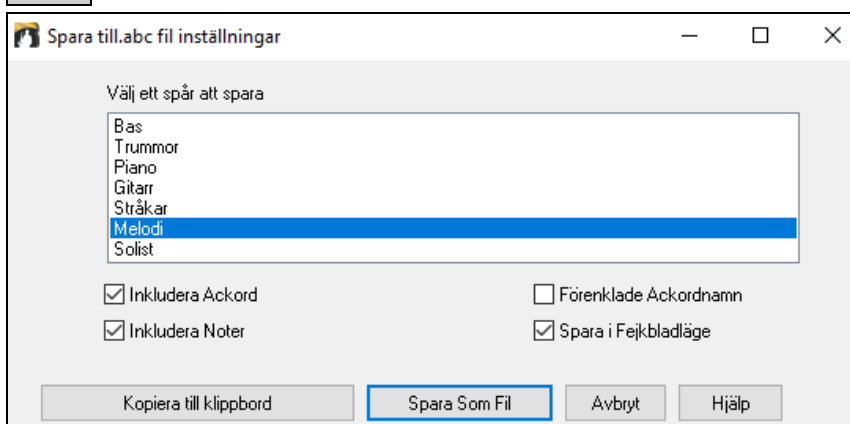 Spara till.abc fil inställningar
Välj ett spår att spara
Bas
Trummor
Piano
Gitarr
Stråkar
Melodi
Solist
Inkludera Ackord
Förenklade Ackordnamn
Inkludera Noter
Spara i Fejkbladläge
Kopiera till klippbord
Spara Som Fil
Avbryt
Hjälp